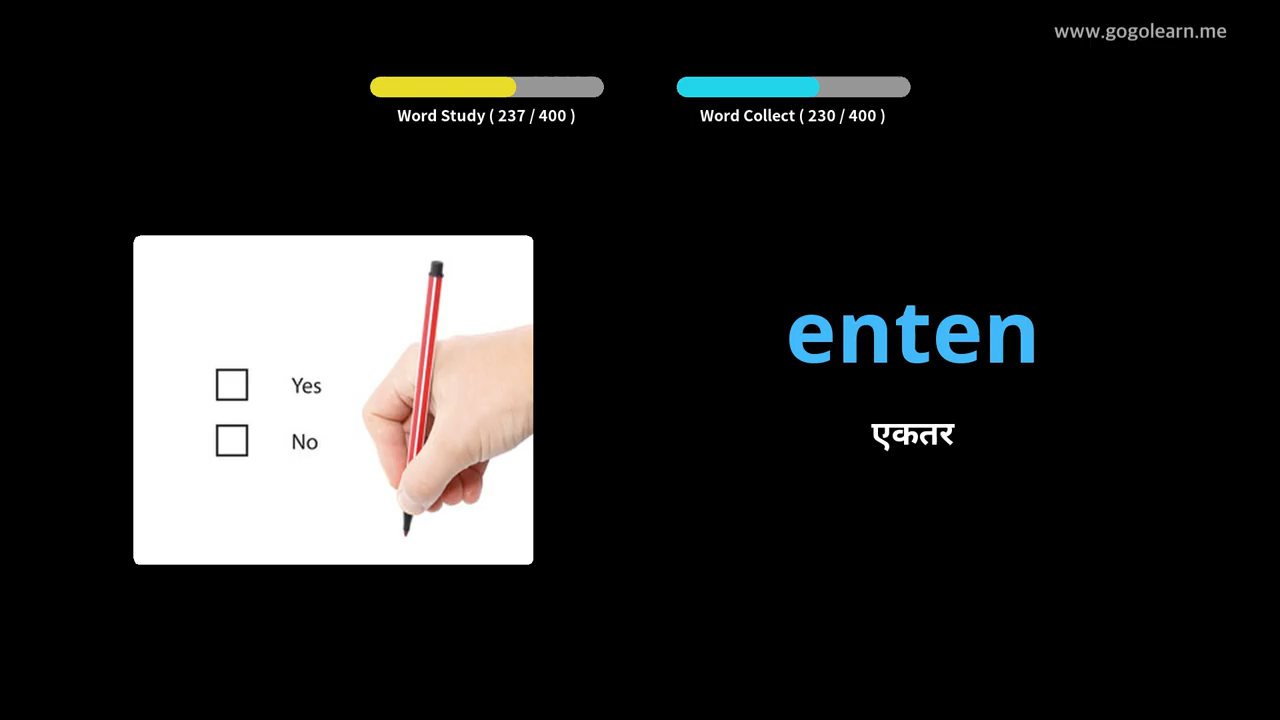 www.gogolearn.me
Word Study ( 237 / 400 )
Word Collect ( 230 / 400 )
Yes
No
enten
एकतर